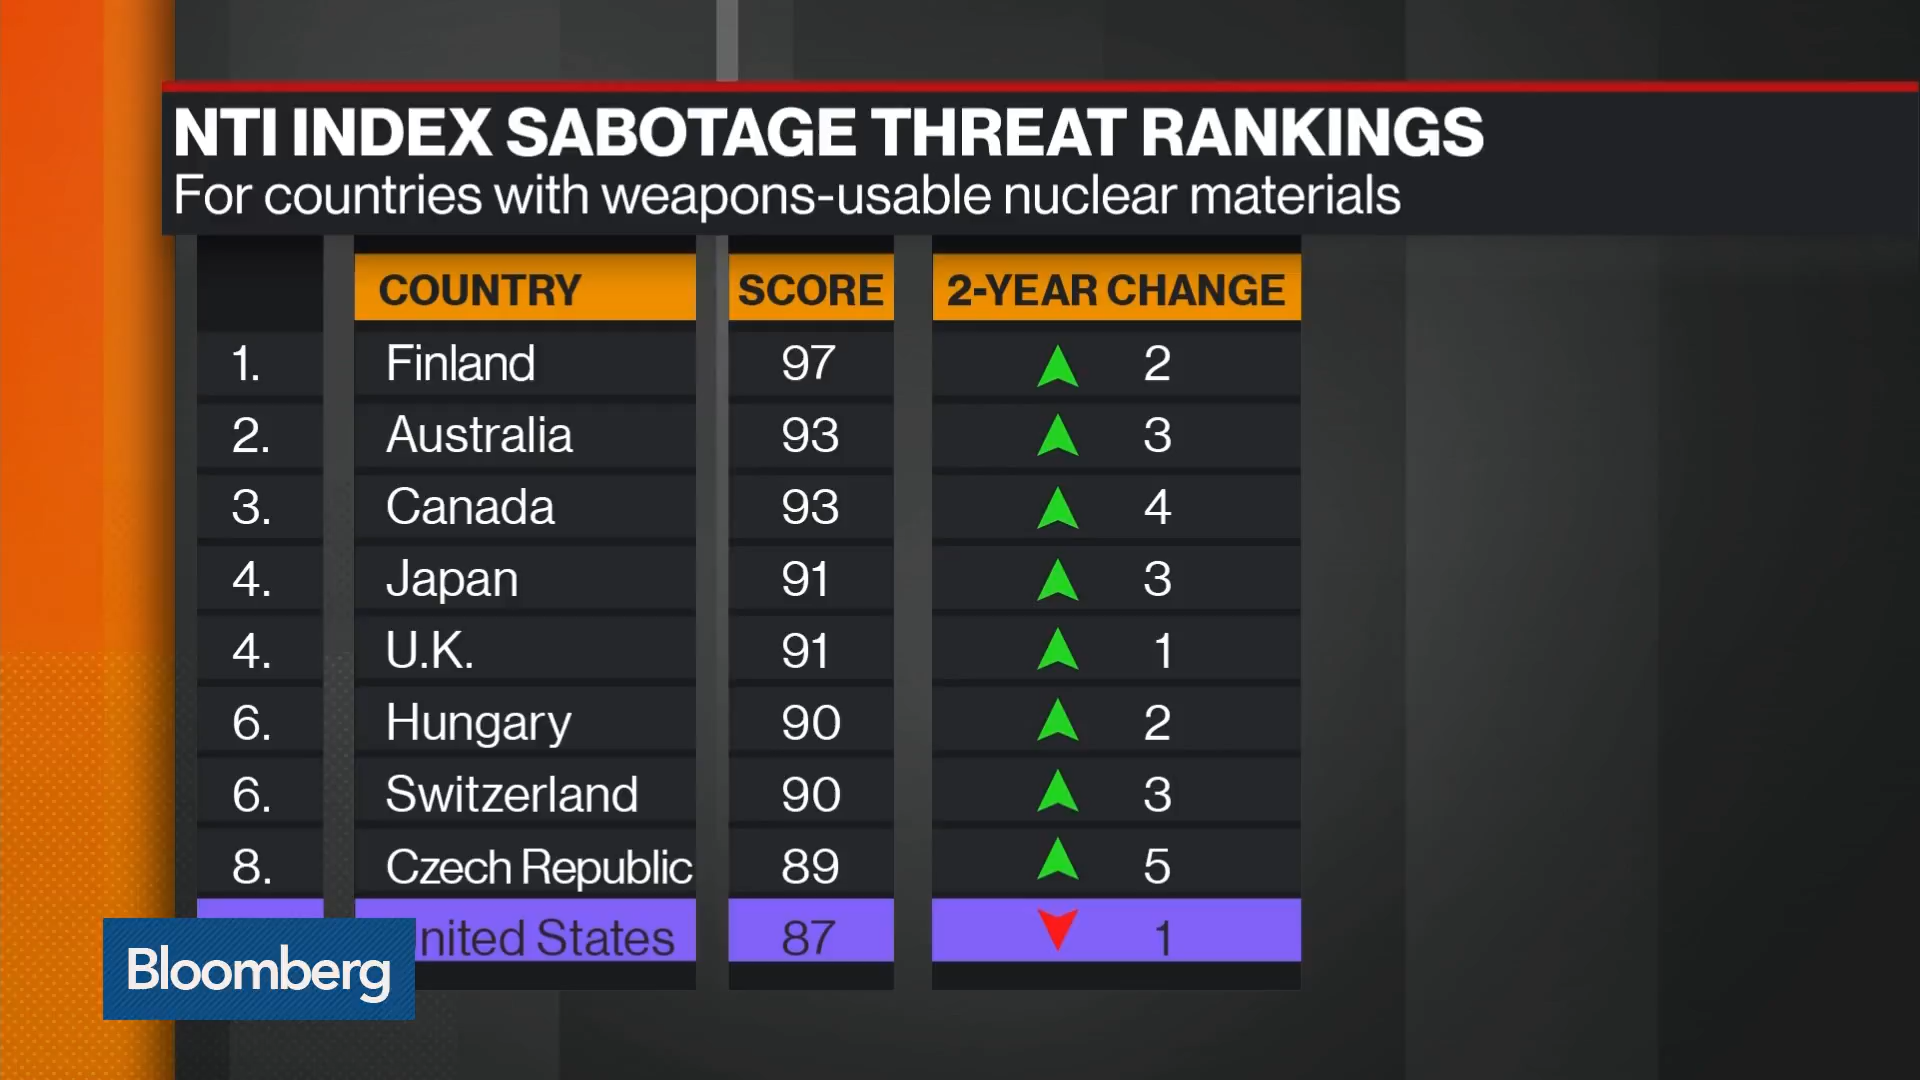 NTI INDEX SABOTAGE THREAT RANKINGS
For countries with weapons-usable nuclear materials
COUNTRY SCORE 2-YEAR CHANGE
1. Finland 97 2
2. Australia 93 3
3. Canada 93 4
4. Japan 91 3
4. U.K. 91 1
6. Hungary 90 2
6. Switzerland 90 3
8. Czech Republic 89 5
nited States 87 1
Bloomberg